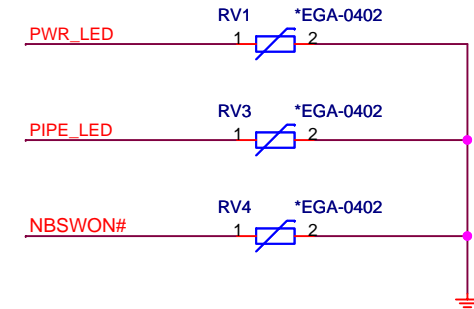 RV1 *EGA-0402
PWR_LED 1 2
RV3 *EGA-0402
PIPE_LED 1 2
RV4 *EGA-0402
NBSWON# 1 2